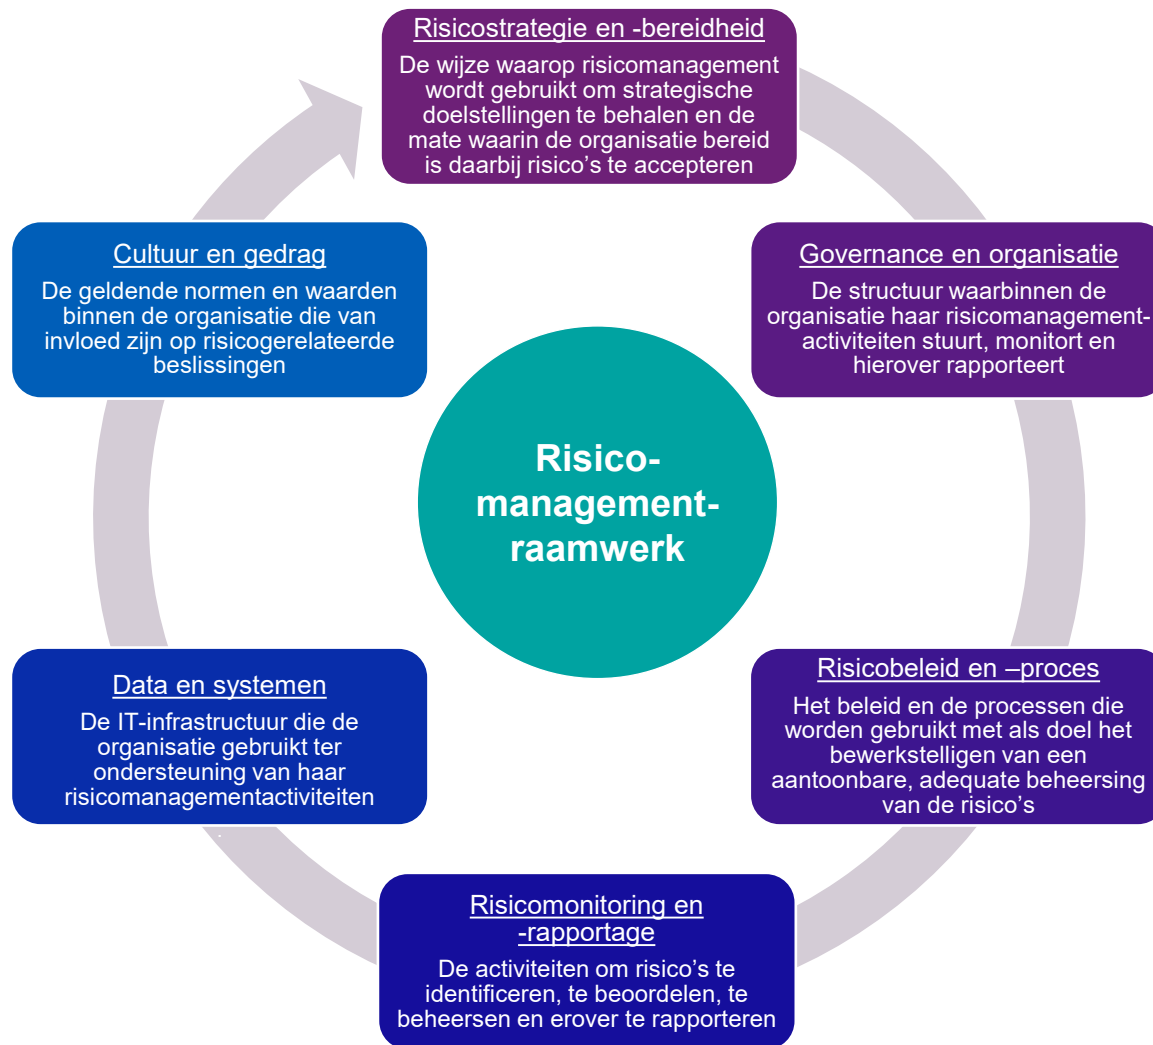 Risicostrategie en -bereidheid
De wijze waarop risicomanagement
wordt gebruikt om strategische
doelstellingen te behalen en de
mate waarin de organisatie bereid
is daarbij risico’s te accepteren
Governance en organisatie
De structuur waarbinnen de
organisatie haar risicomanagement-
activiteiten stuurt, monitort en
hierover rapporteert
Risicobeleid en –proces
Het beleid en de processen die
worden gebruikt met als doel het
bewerkstelligen van een
aantoonbare, adequate beheersing
van de risico’s
Risicomonitoring en
-rapportage
De activiteiten om risico’s te
identificeren, te beoordelen, te
beheersen en erover te rapporteren
Data en systemen
De IT-infrastructuur die de
organisatie gebruikt ter
ondersteuning van haar
risicomanagementactiviteiten
Cultuur en gedrag
De geldende normen en waarden
binnen de organisatie die van
invloed zijn op risicogerelateerde
beslissingen
Risico-
management-
raamwerk